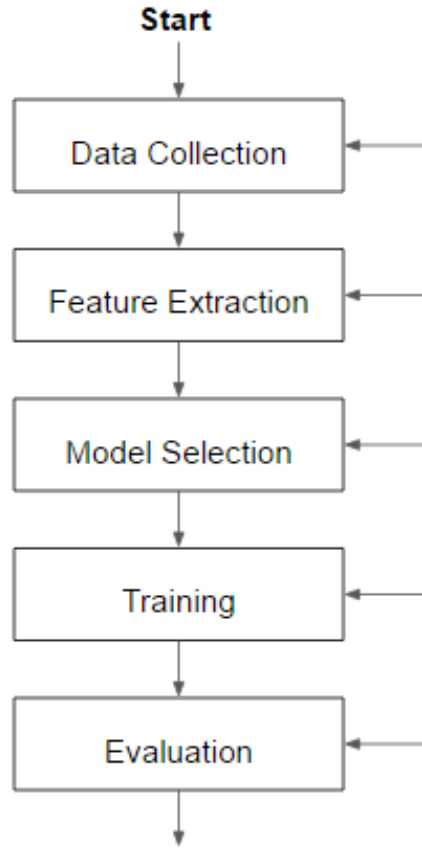 Start
Data Collection
Feature Extraction
Model Selection
Training
Evaluation